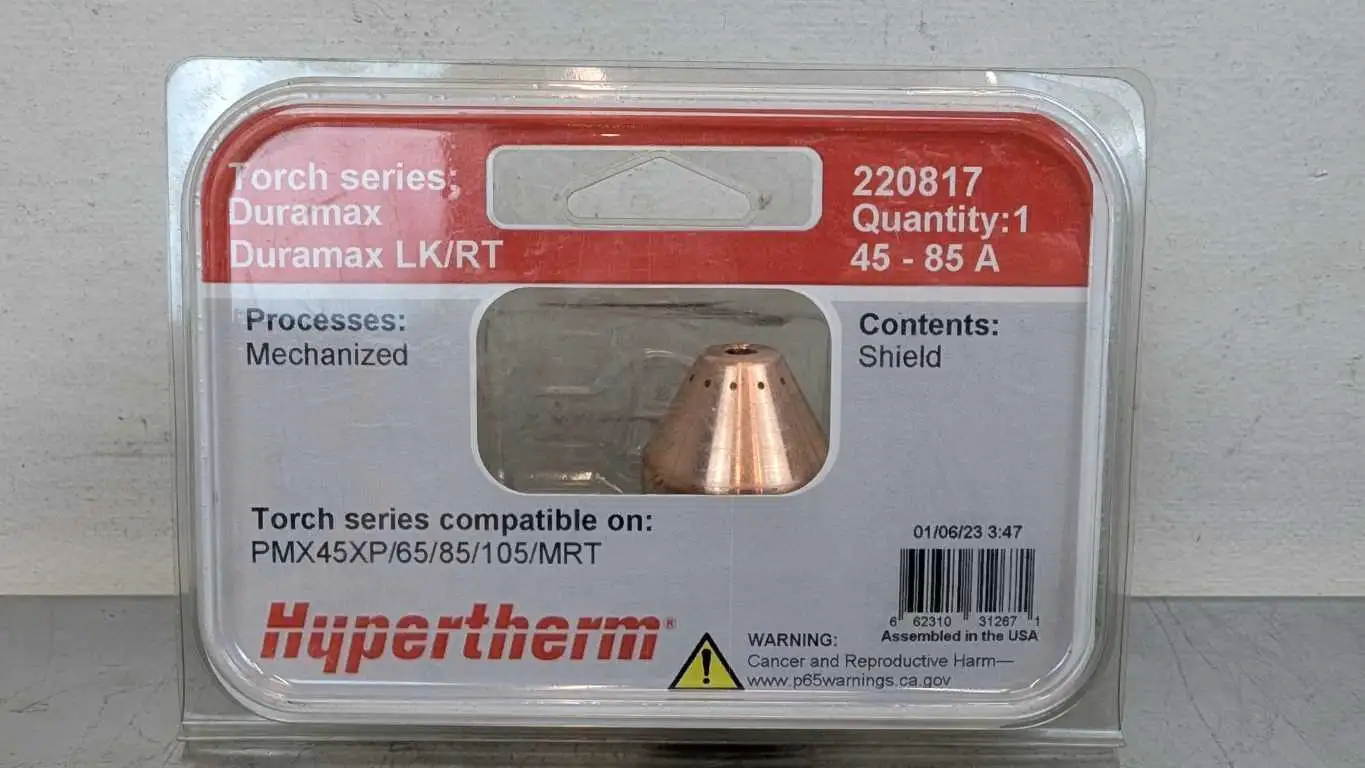 Torch series;
Duramax
Duramax LK/RT
220817
Quantity:1
45 - 85 A
Processes:
Mechanized
Contents:
Shield
Torch series compatible on:
PMX45XP/65/85/105/MRT
01/06/23 3:47
6 62310 31267 1
Assembled in the USA
Hypertherm®
WARNING:
Cancer and Reproductive Harm—
www.p65warnings.ca.gov